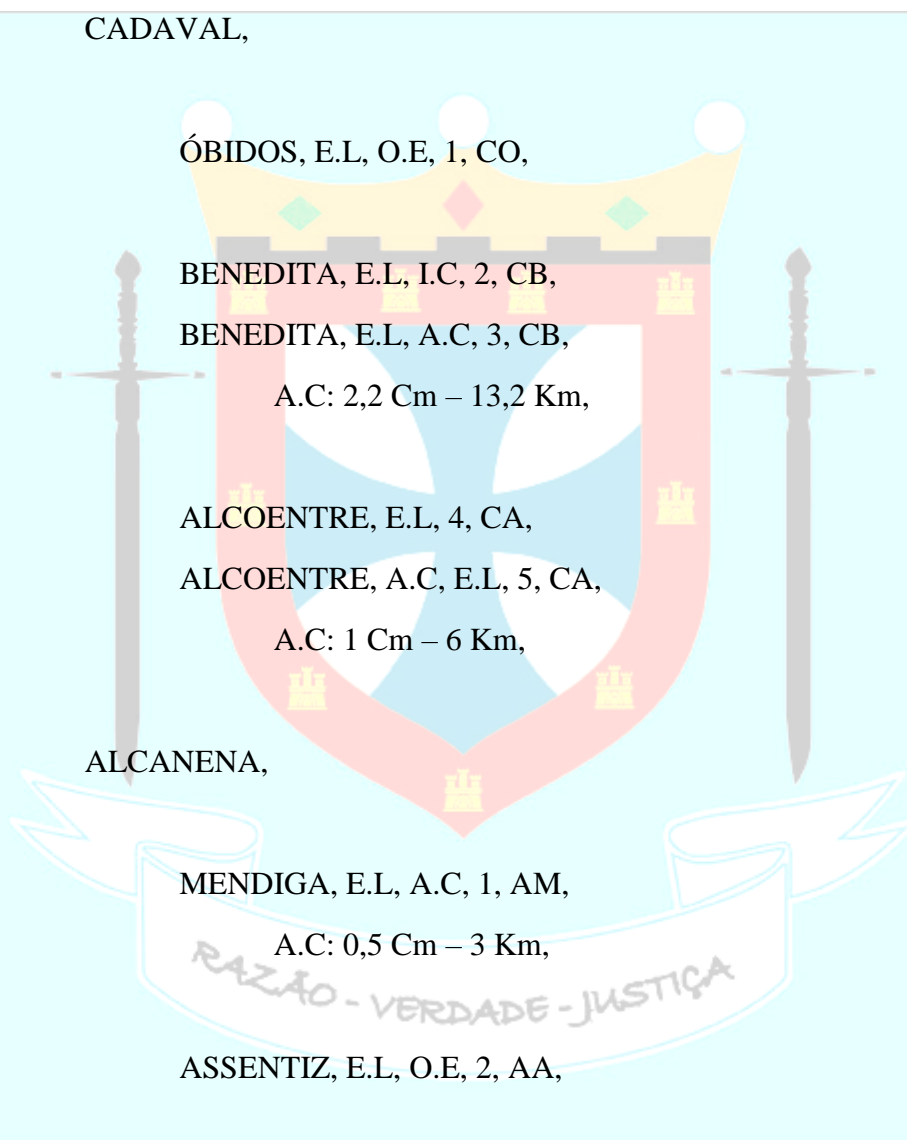 CADAVAL,
ÓBIDOS, E.L, O.E, 1, CO,
BENEDITA, E.L, I.C, 2, CB,
BENEDITA, E.L, A.C, 3, CB,
A.C: 2,2 Cm – 13,2 Km,
ALCOENTRE, E.L, 4, CA,
ALCOENTRE, A.C, E.L, 5, CA,
A.C: 1 Cm – 6 Km,
ALCANENA,
MENDIGA, E.L, A.C, 1, AM,
A.C: 0,5 Cm – 3 Km,
RAZÃO - VERDADE - JUSTIÇA
ASSENTIZ, E.L, O.E, 2, AA,